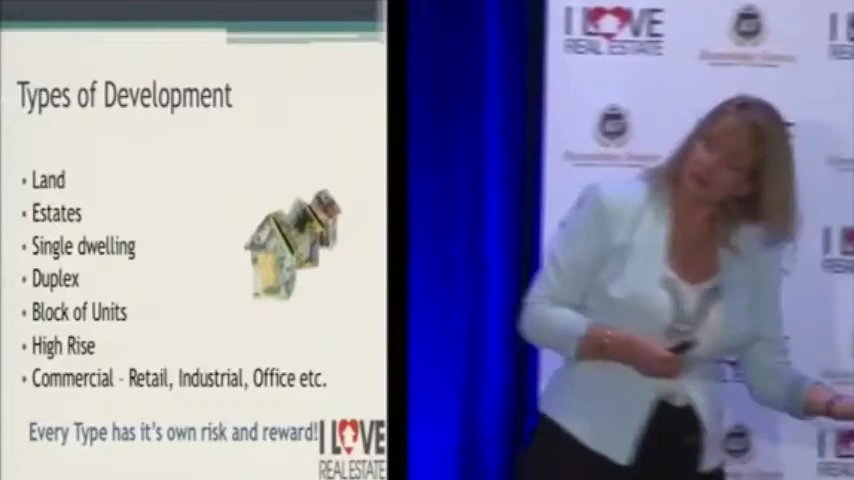 Types of Development
• Land
• Estates
• Single dwelling
• Duplex
• Block of Units
• High Rise
• Commercial - Retail, Industrial, Office etc.
Every Type has it's own risk and reward!
I LOVE
REAL ESTATE
I LOVE
REAL ESTATE